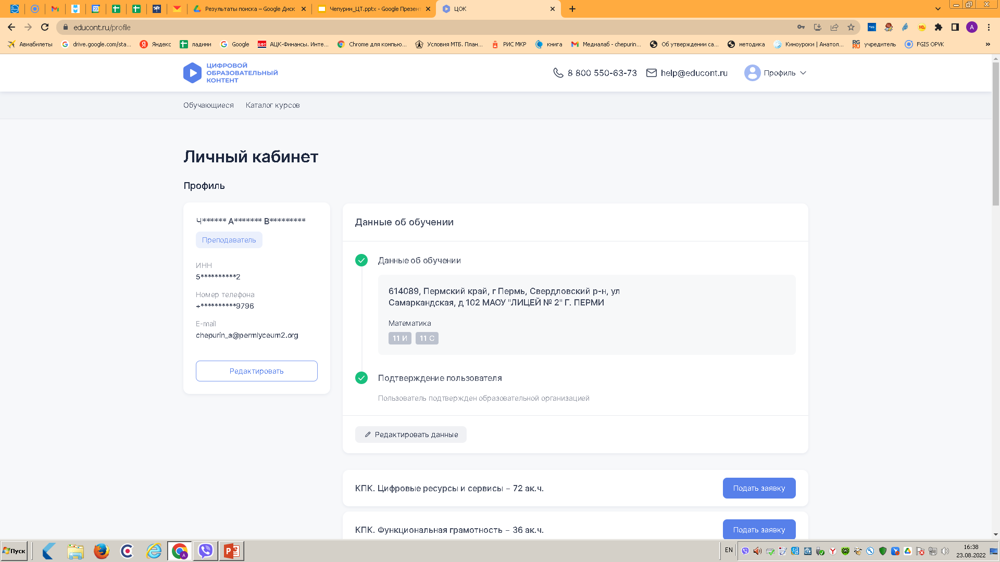 Результаты поиска – Google Диск
Чепурин_ЦТ.pptx - Google Презен
ЦОК
educont.ru/profile
A
Авиабилеты
drive.google.com/sta...
Яндекс
ладими
Google
АЦК-Финансы. Инте...
Chrome для компью...
Условия МТБ. План...
РИС МКР
книга
Медиалаб - chepurin...
Об утверждении са...
методика
Киноуроки | Анатол...
учредитель
FGIS OPVK
»
ЦИФРОВОЙ
ОБРАЗОВАТЕЛЬНЫЙ
КОНТЕНТ
8 800 550-63-73
help@educont.ru
Профиль
Обучающиеся
Каталог курсов
Личный кабинет
Профиль
Ч****** А******* В*********
Преподаватель
ИНН
5**********2
Номер телефона
+**********9796
E-mail
chepurin_a@permlyceum2.org
Редактировать
Данные об обучении
Данные об обучении
614089, Пермский край, г Пермь, Свердловский р-н, ул
Самаркандская, д 102 МАОУ "ЛИЦЕЙ № 2" Г. ПЕРМИ
Математика
11 И 11 С
Подтверждение пользователя
Пользователь подтвержден образовательной организацией
Редактировать данные
КПК. Цифровые ресурсы и сервисы – 72 ак.ч.
Подать заявку
КПК. Функциональная грамотность – 36 ак.ч.
Подать заявку
Пуск
EN
16:38
23.08.2022